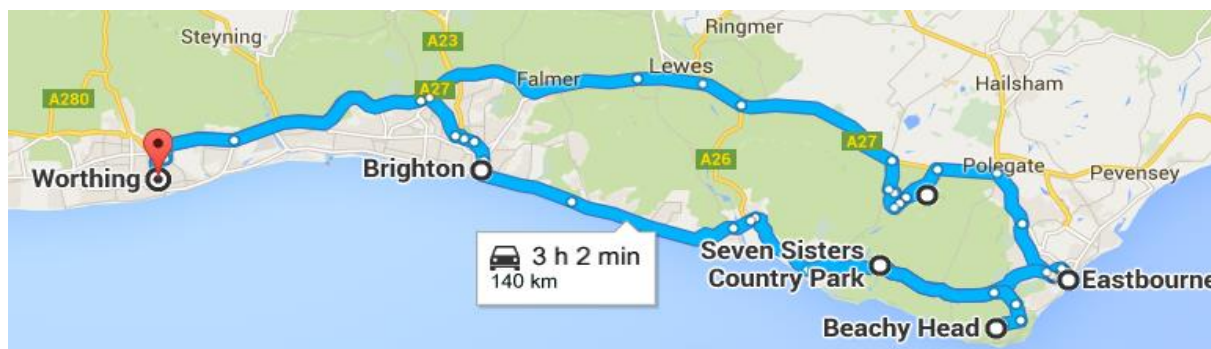 Ringmer
Steyning
A23
Falmer
Lewes
Hailsham
A280
A27
Worthing
Brighton
A26
A27
Polegate
Pevensey
3 h 2 min
140 km
Seven Sisters
Country Park
Eastbourne
Beachy Head